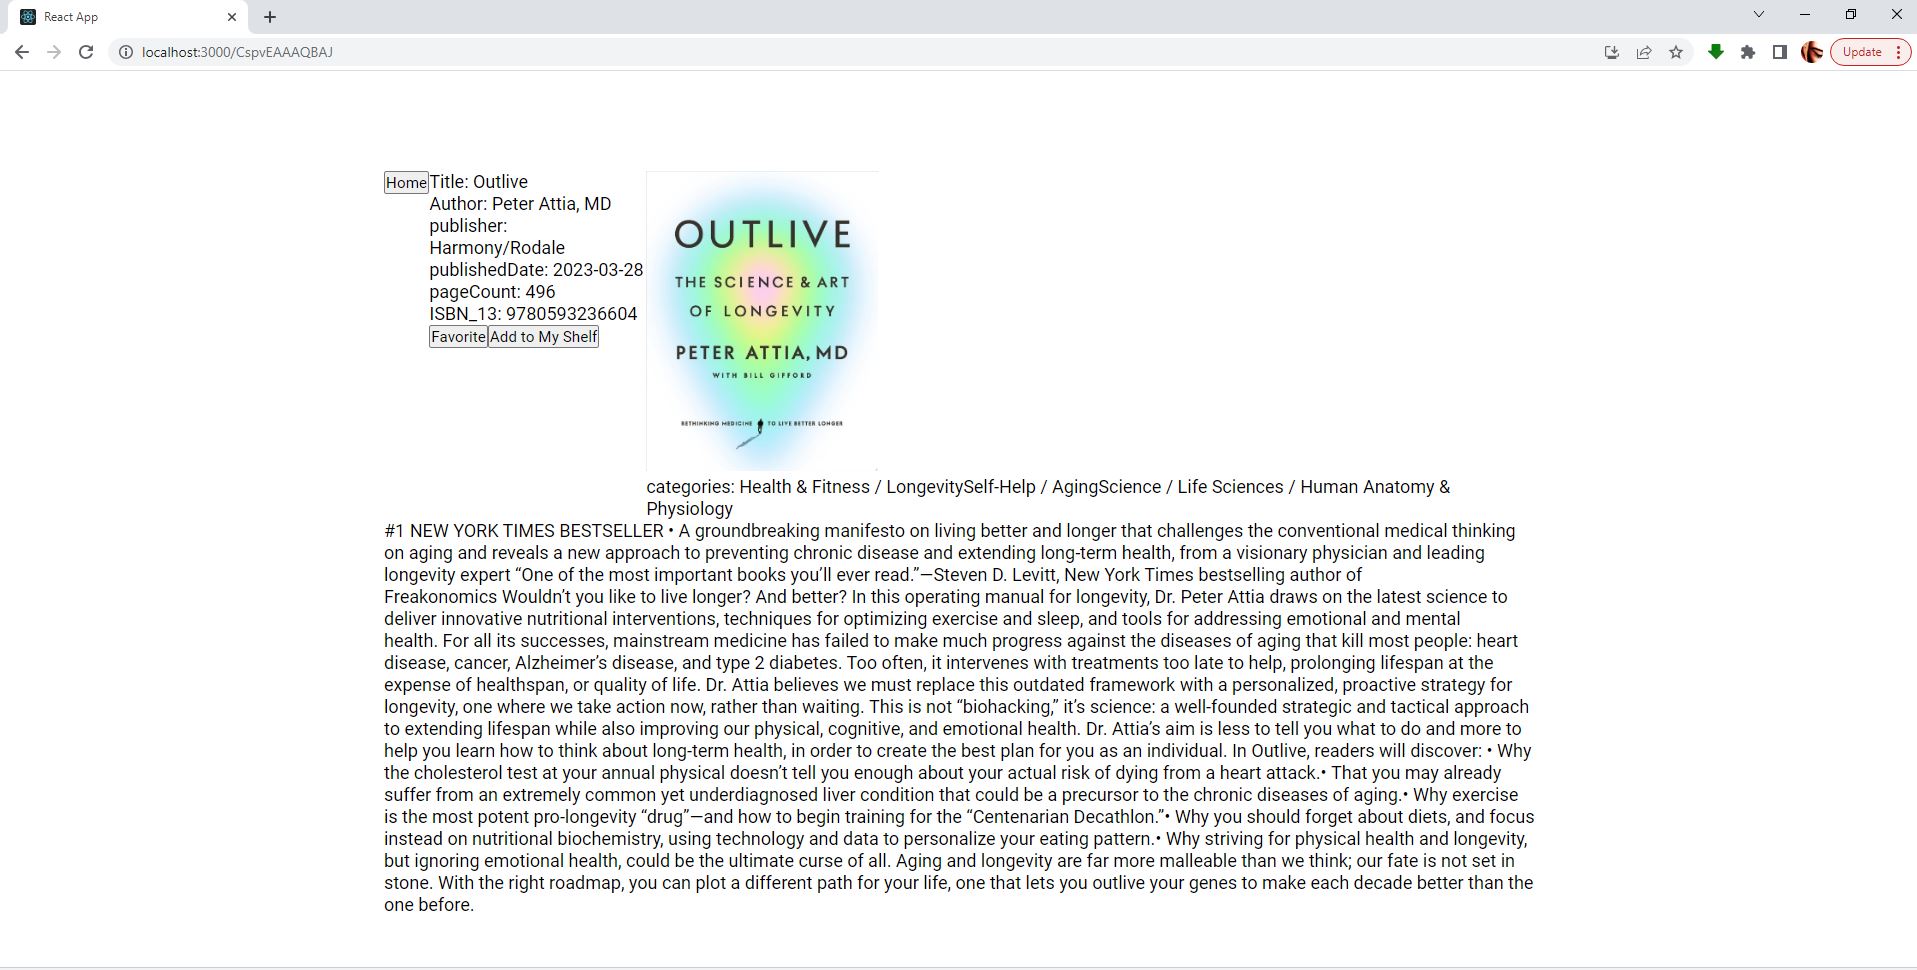 React App
localhost:3000/CspvEAAAQBAJ
Update
Home
Title: Outlive
Author: Peter Attia, MD
publisher:
Harmony/Rodale
publishedDate: 2023-03-28
pageCount: 496
ISBN_13: 9780593236604
Favorite
Add to My Shelf
OUTLIVE
THE SCIENCE & ART
OF LONGEVITY
PETER ATTIA, MD
WITH BILL GIFFORD
RETHINKING MEDICINE TO LIVE BETTER LONGER
categories: Health & Fitness / LongevitySelf-Help / AgingScience / Life Sciences / Human Anatomy &
Physiology
#1 NEW YORK TIMES BESTSELLER • A groundbreaking manifesto on living better and longer that challenges the conventional medical thinking
on aging and reveals a new approach to preventing chronic disease and extending long-term health, from a visionary physician and leading
longevity expert “One of the most important books you’ll ever read.”—Steven D. Levitt, New York Times bestselling author of
Freakonomics Wouldn’t you like to live longer? And better? In this operating manual for longevity, Dr. Peter Attia draws on the latest science to
deliver innovative nutritional interventions, techniques for optimizing exercise and sleep, and tools for addressing emotional and mental
health. For all its successes, mainstream medicine has failed to make much progress against the diseases of aging that kill most people: heart
disease, cancer, Alzheimer’s disease, and type 2 diabetes. Too often, it intervenes with treatments too late to help, prolonging lifespan at the
expense of healthspan, or quality of life. Dr. Attia believes we must replace this outdated framework with a personalized, proactive strategy for
longevity, one where we take action now, rather than waiting. This is not “biohacking,” it’s science: a well-founded strategic and tactical approach
to extending lifespan while also improving our physical, cognitive, and emotional health. Dr. Attia’s aim is less to tell you what to do and more to
help you learn how to think about long-term health, in order to create the best plan for you as an individual. In Outlive, readers will discover: • Why
the cholesterol test at your annual physical doesn’t tell you enough about your actual risk of dying from a heart attack.• That you may already
suffer from an extremely common yet underdiagnosed liver condition that could be a precursor to the chronic diseases of aging.• Why exercise
is the most potent pro-longevity “drug”—and how to begin training for the “Centenarian Decathlon.”• Why you should forget about diets, and focus
instead on nutritional biochemistry, using technology and data to personalize your eating pattern.• Why striving for physical health and longevity,
but ignoring emotional health, could be the ultimate curse of all. Aging and longevity are far more malleable than we think; our fate is not set in
stone. With the right roadmap, you can plot a different path for your life, one that lets you outlive your genes to make each decade better than the
one before.